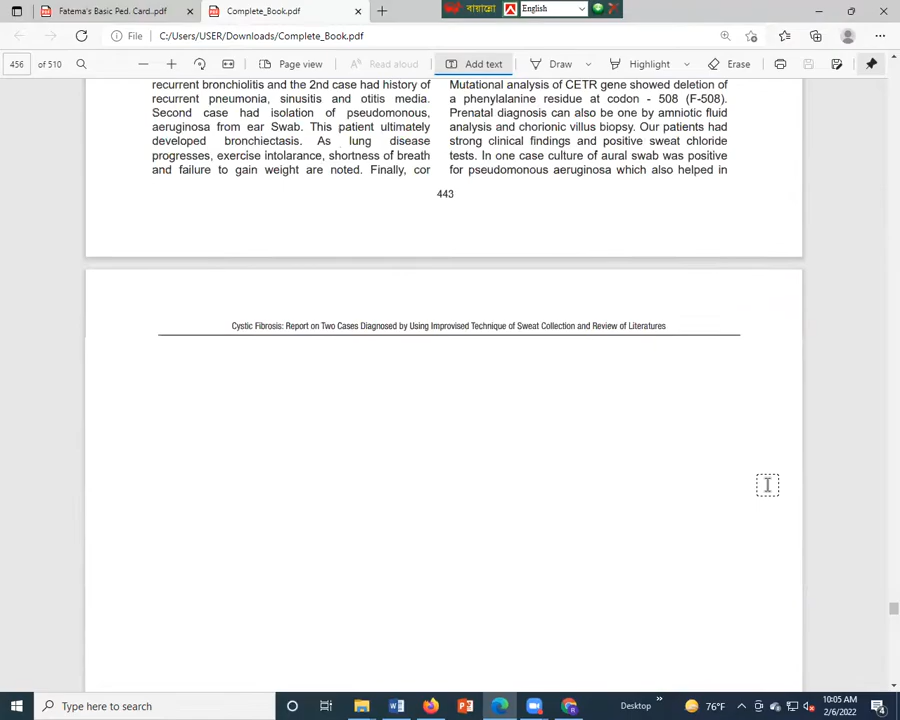 Fatema's Basic Ped. Card..pdf
Complete_Book.pdf
বায়ান্নো
English
File
C:/Users/USER/Downloads/Complete_Book.pdf
456
of 510
Page view
Read aloud
Add text
Draw
Highlight
Erase
recurrent bronchiolitis and the 2nd case had history of
recurrent pneumonia, sinusitis and otitis media.
Second case had isolation of pseudomonous,
aeruginosa from ear Swab. This patient ultimately
developed bronchiectasis. As lung disease
progresses, exercise intolarance, shortness of breath
and failure to gain weight are noted. Finally, cor
Mutational analysis of CETR gene showed deletion of
a phenylalanine residue at codon - 508 (F-508).
Prenatal diagnosis can also be one by amniotic fluid
analysis and chorionic villus biopsy. Our patients had
strong clinical findings and positive sweat chloride
tests. In one case culture of aural swab was positive
for pseudomonous aeruginosa which also helped in
443
Cystic Fibrosis: Report on Two Cases Diagnosed by Using Improvised Technique of Sweat Collection and Review of Literatures
Type here to search
Desktop
76°F
10:05 AM
2/6/2022
4